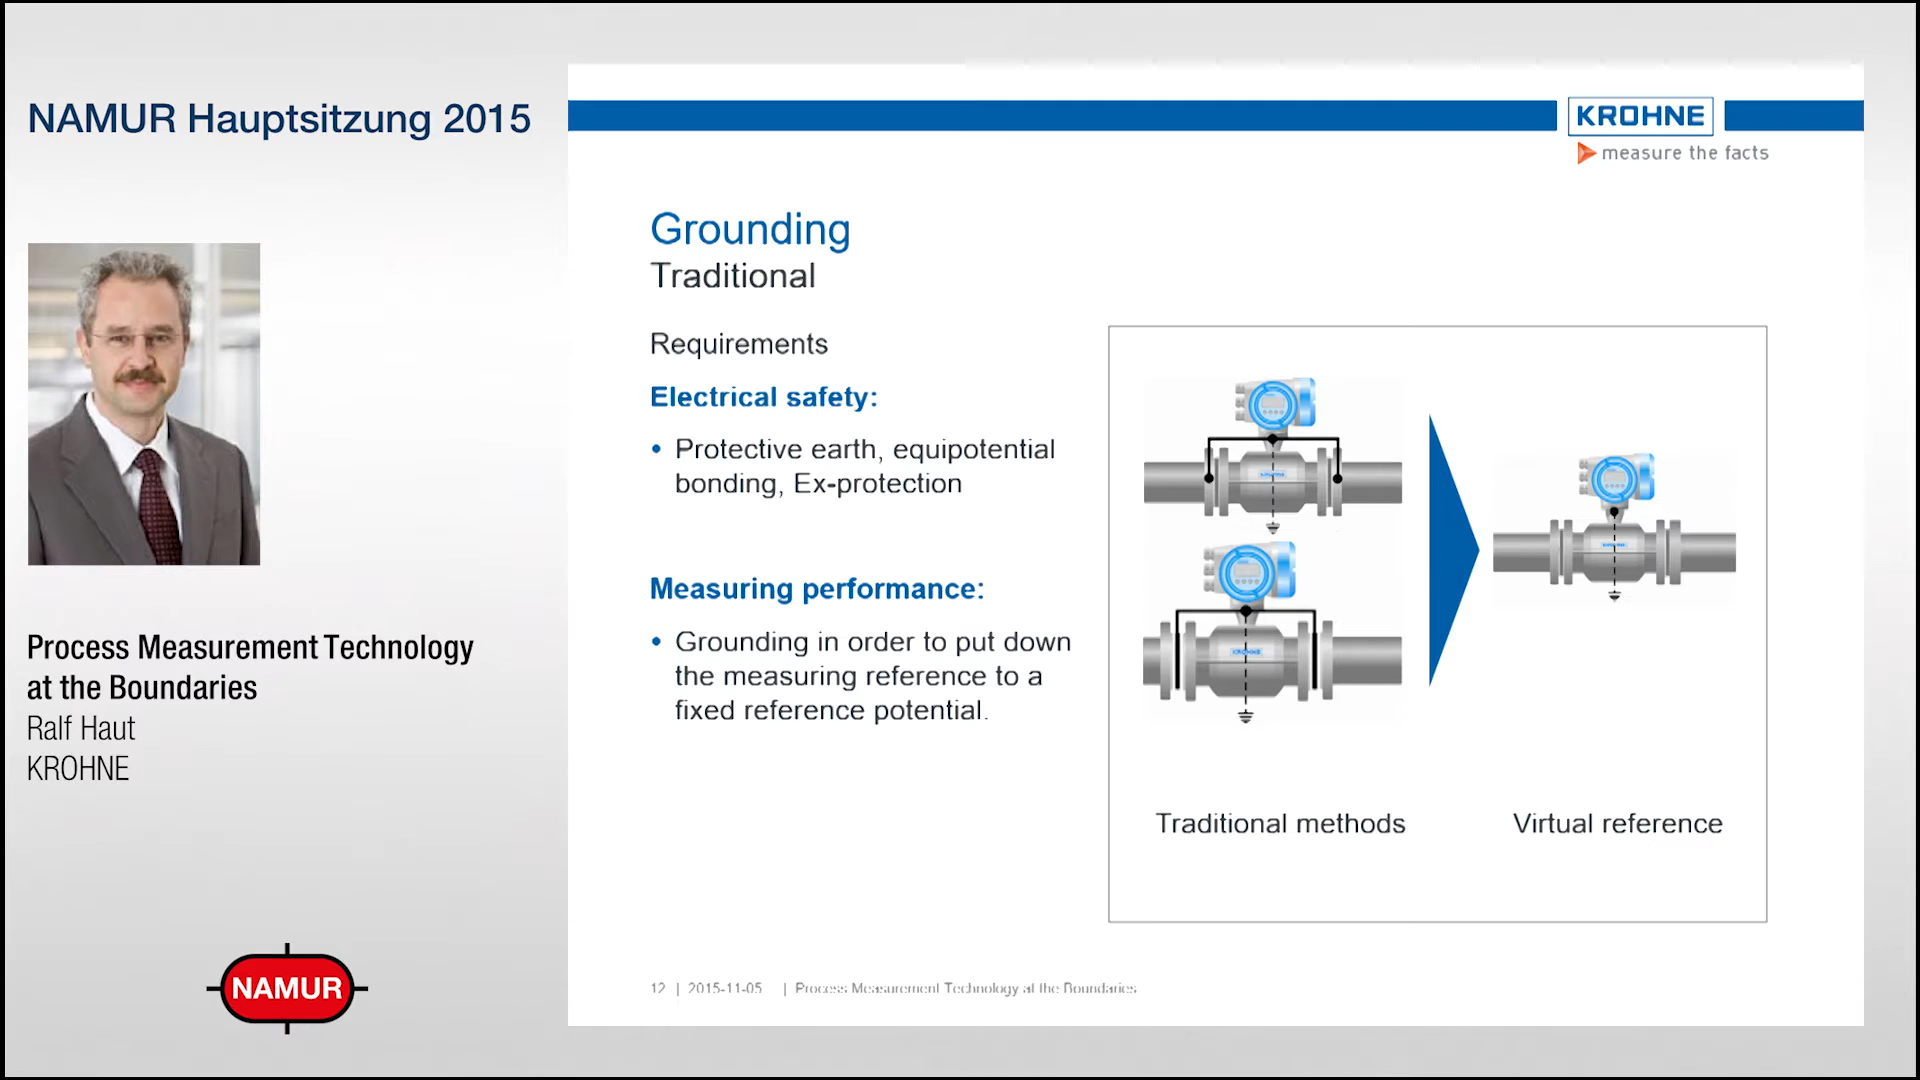 NAMUR Hauptsitzung 2015
KROHNE
measure the facts
Grounding
Traditional
Requirements
Electrical safety:
• Protective earth, equipotential
bonding, Ex-protection
Measuring performance:
• Grounding in order to put down
the measuring reference to a
fixed reference potential.
KROHNE
Traditional methods
Virtual reference
12 | 2015-11-05 | Process Measurement Technology at the Boundaries
Process Measurement Technology
at the Boundaries
Ralf Haut
KROHNE
NAMUR